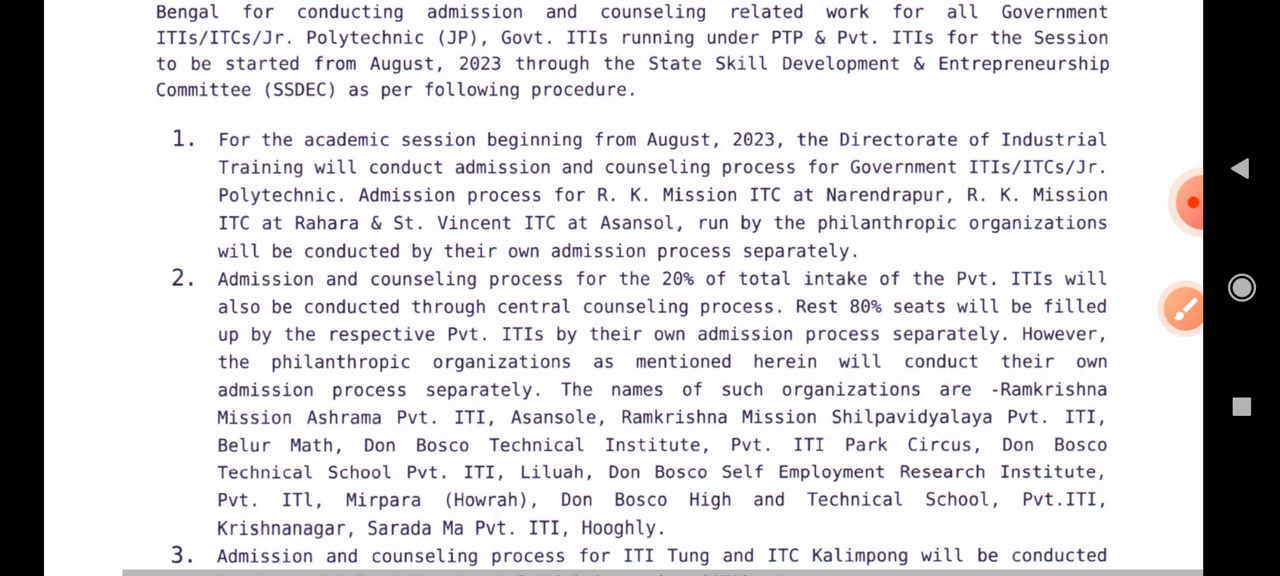 Bengal for conducting admission and counseling related work for all Government
ITIs/ITCs/Jr. Polytechnic (JP), Govt. ITIs running under PTP & Pvt. ITIs for the Session
to be started from August, 2023 through the State Skill Development & Entrepreneurship
Committee (SSDEC) as per following procedure.
1. For the academic session beginning from August, 2023, the Directorate of Industrial
Training will conduct admission and counseling process for Government ITIs/ITCs/Jr.
Polytechnic. Admission process for R. K. Mission ITC at Narendrapur, R. K. Mission
ITC at Rahara & St. Vincent ITC at Asansol, run by the philanthropic organizations
will be conducted by their own admission process separately.
2. Admission and counseling process for the 20% of total intake of the Pvt. ITIs will
also be conducted through central counseling process. Rest 80% seats will be filled
up by the respective Pvt. ITIs by their own admission process separately. However,
the philanthropic organizations as mentioned herein will conduct their own
admission process separately. The names of such organizations are -Ramkrishna
Mission Ashrama Pvt. ITI, Asansole, Ramkrishna Mission Shilpavidyalaya Pvt. ITI,
Belur Math, Don Bosco Technical Institute, Pvt. ITI Park Circus, Don Bosco
Technical School Pvt. ITI, Liluah, Don Bosco Self Employment Research Institute,
Pvt. ITl, Mirpara (Howrah), Don Bosco High and Technical School, Pvt.ITI,
Krishnanagar, Sarada Ma Pvt. ITI, Hooghly.
3. Admission and counseling process for ITI Tung and ITC Kalimpong will be conducted